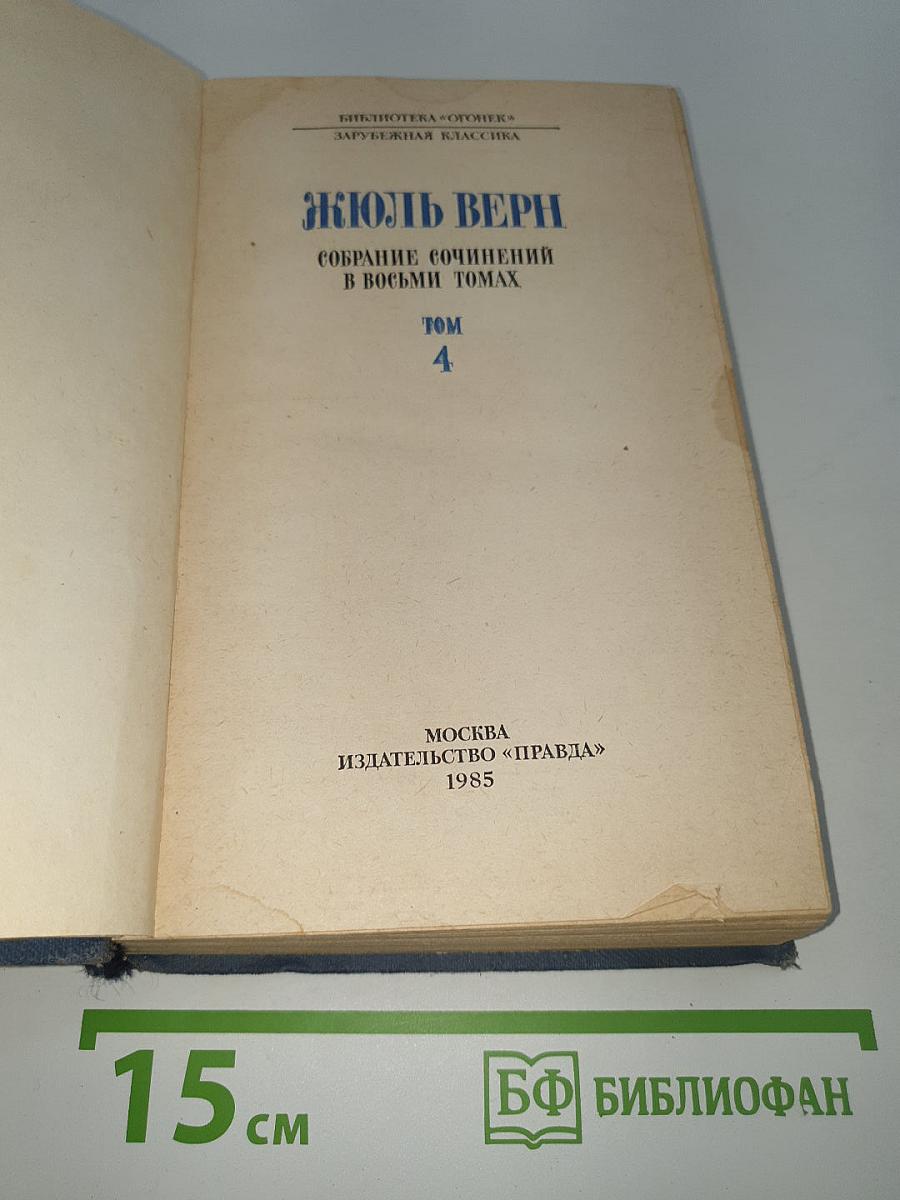 БИБЛИОТЕКА «ОГОНЕК»
ЗАРУБЕЖНАЯ КЛАССИКА
ЖЮЛЬ ВЕРН
СОБРАНИЕ СОЧИНЕНИЙ
В ВОСЬМИ ТОМАХ
ТОМ
4
МОСКВА
ИЗДАТЕЛЬСТВО «ПРАВДА»
1985
15 см
БФ БИБЛИОФАН